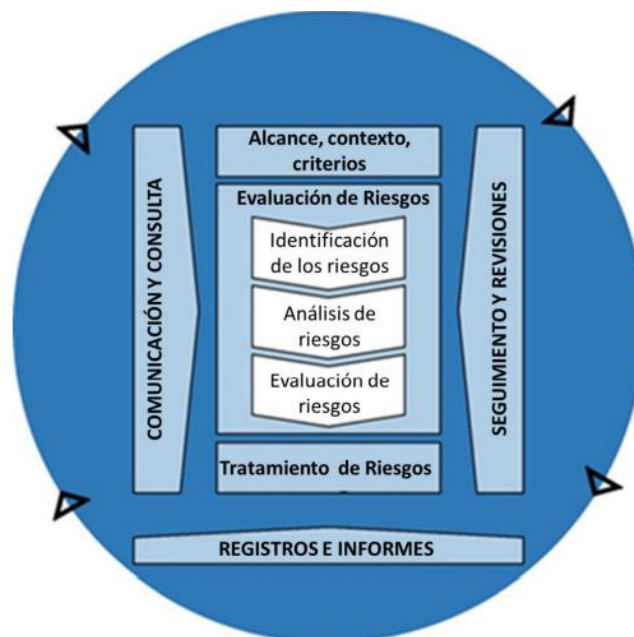 Alcance, contexto,
criterios
Evaluación de Riesgos
Identificación
de los riesgos
Análisis de
riesgos
Evaluación de
riesgos
Tratamiento de Riesgos
COMUNICACIÓN Y CONSULTA
SEGUIMIENTO Y REVISIONES
REGISTROS E INFORMES